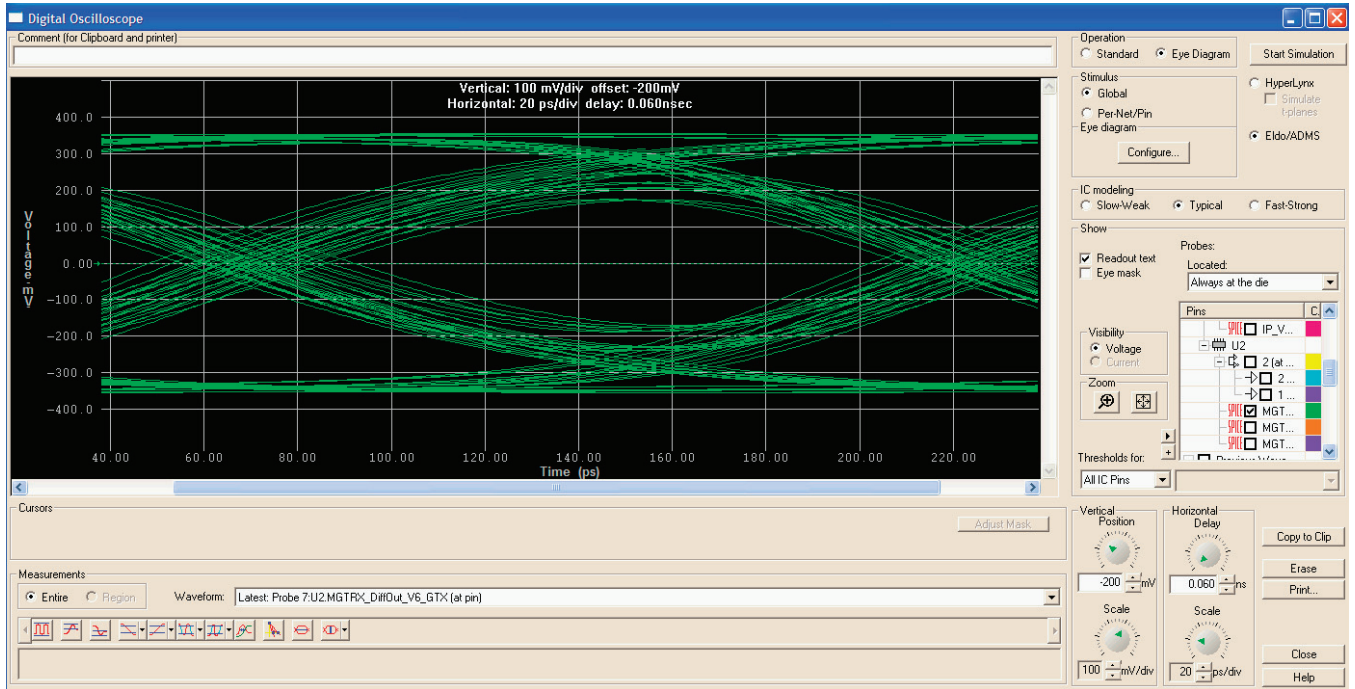 Digital Oscilloscope
Comment (for Clipboard and printer)
Vertical: 100 mV/div offset: -200mV
Horizontal: 20 ps/div delay: 0.060nsec
400.0
300.0
200.0
100.0
0.00
-100.0
-200.0
-300.0
-400.0
Voltage-mV
40.00 60.00 80.00 100.00 120.00 140.00 160.00 180.00 200.00 220.00
Time (ps)
Operation
Standard Eye Diagram
Start Simulation
Stimulus
Global
Per-Net/Pin
HyperLynx
Simulate
t-planes
Eldo/ADMS
Eye diagram
Configure...
IC modeling
Slow-Weak Typical Fast-Strong
Show
Readout text
Eye mask
Probes:
Located:
Always at the die
Pins C.
SPICE IP_V...
U2
2 (at ...
2 ...
1 ...
SPICE MGT...
SPICE MGT...
SPICE MGT...
Visibility
Voltage
Current
Zoom
Thresholds for:
All IC Pins
Cursors
Adjust Mask
Measurements
Entire Region Waveform: Latest: Probe 7:U2.MGTRX_DiffOut_V6_GTX (at pin)
Vertical
Position
-200 mV
Scale
100 mV/div
Horizontal
Delay
0.060 ns
Scale
20 ps/div
Copy to Clip
Erase
Print...
Close
Help